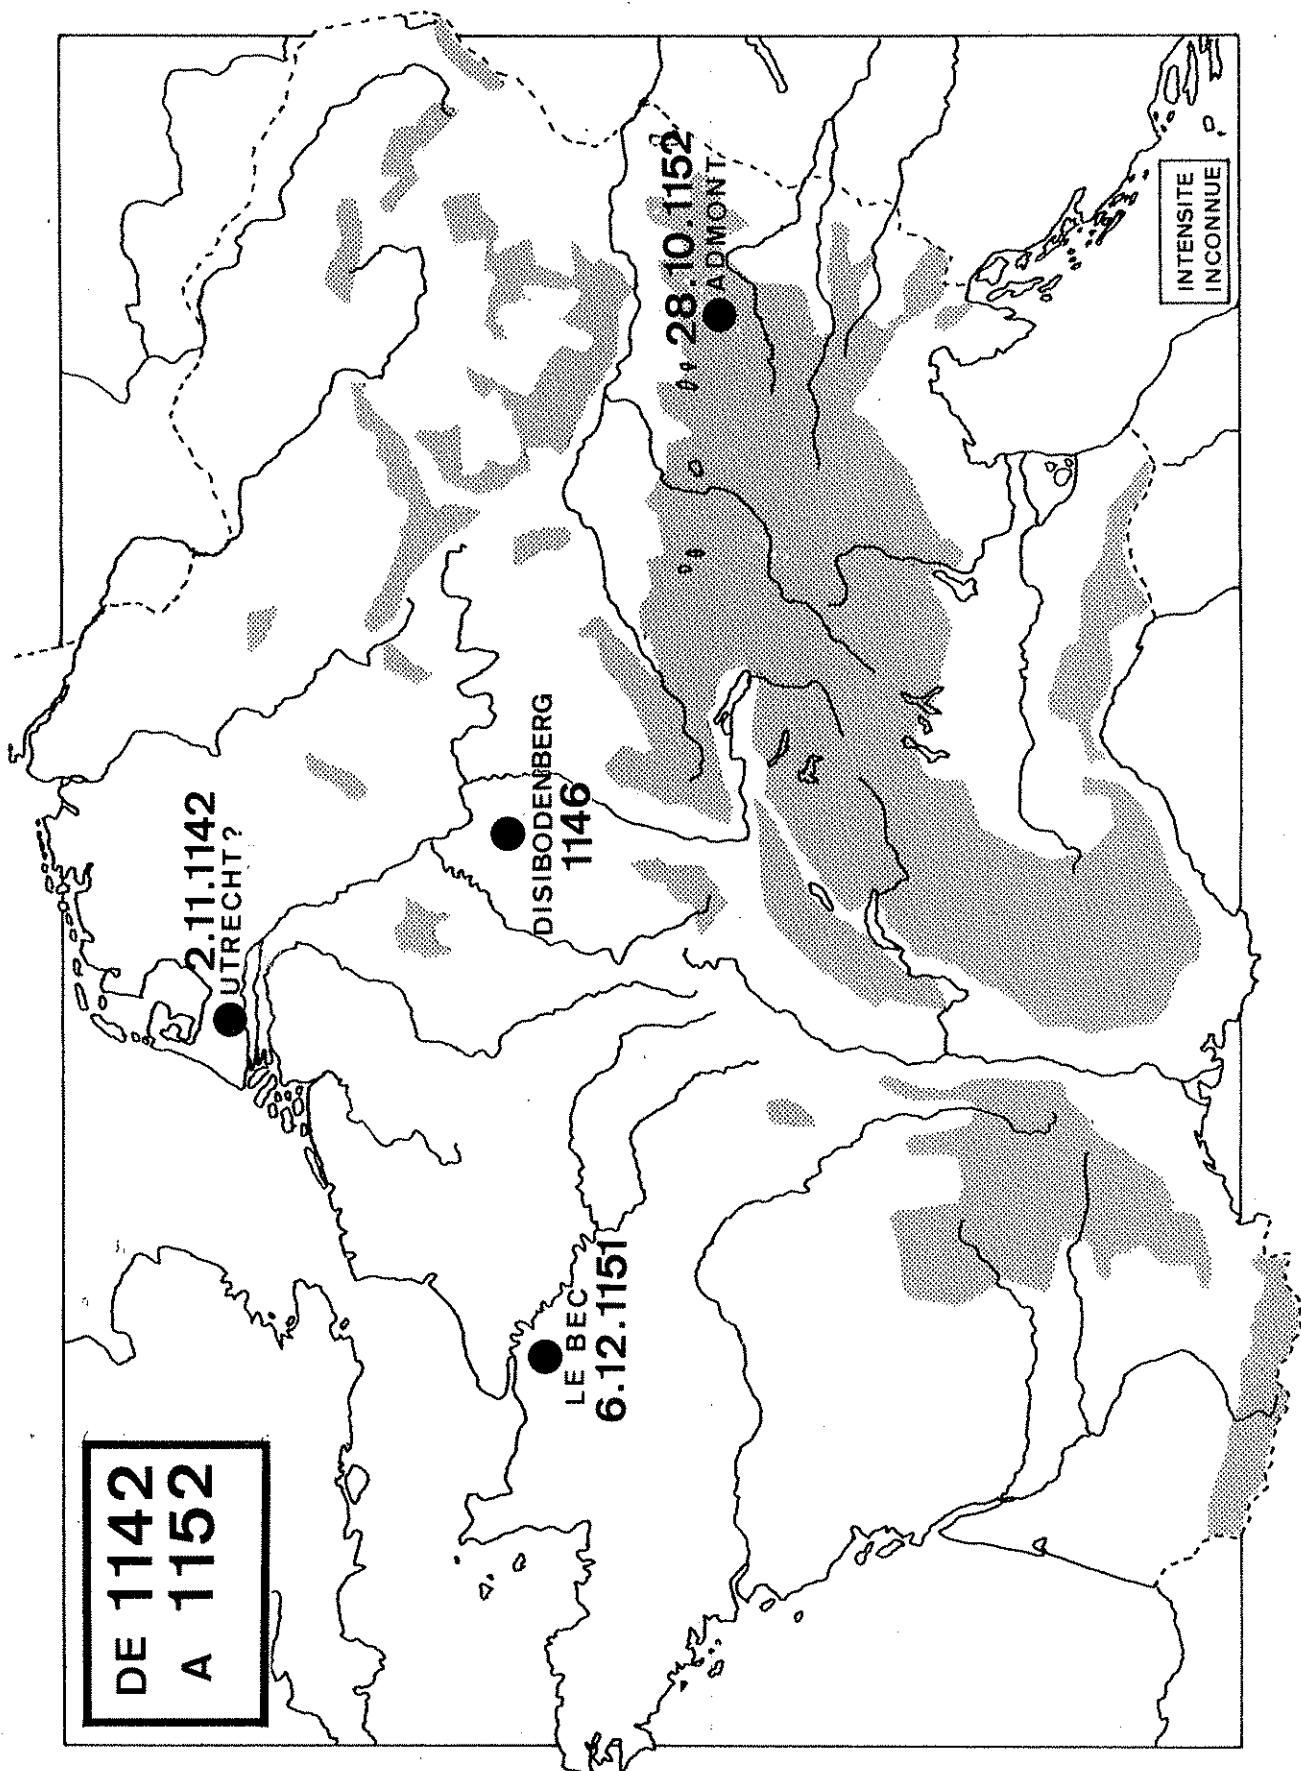 DE 1142
A 1152
2.11.1142
UTRECHT?
DISIBODENBERG
1146
LE BEC
6.12.1151
28.10.1152
ADMONT
INTENSITE
INCONNUE